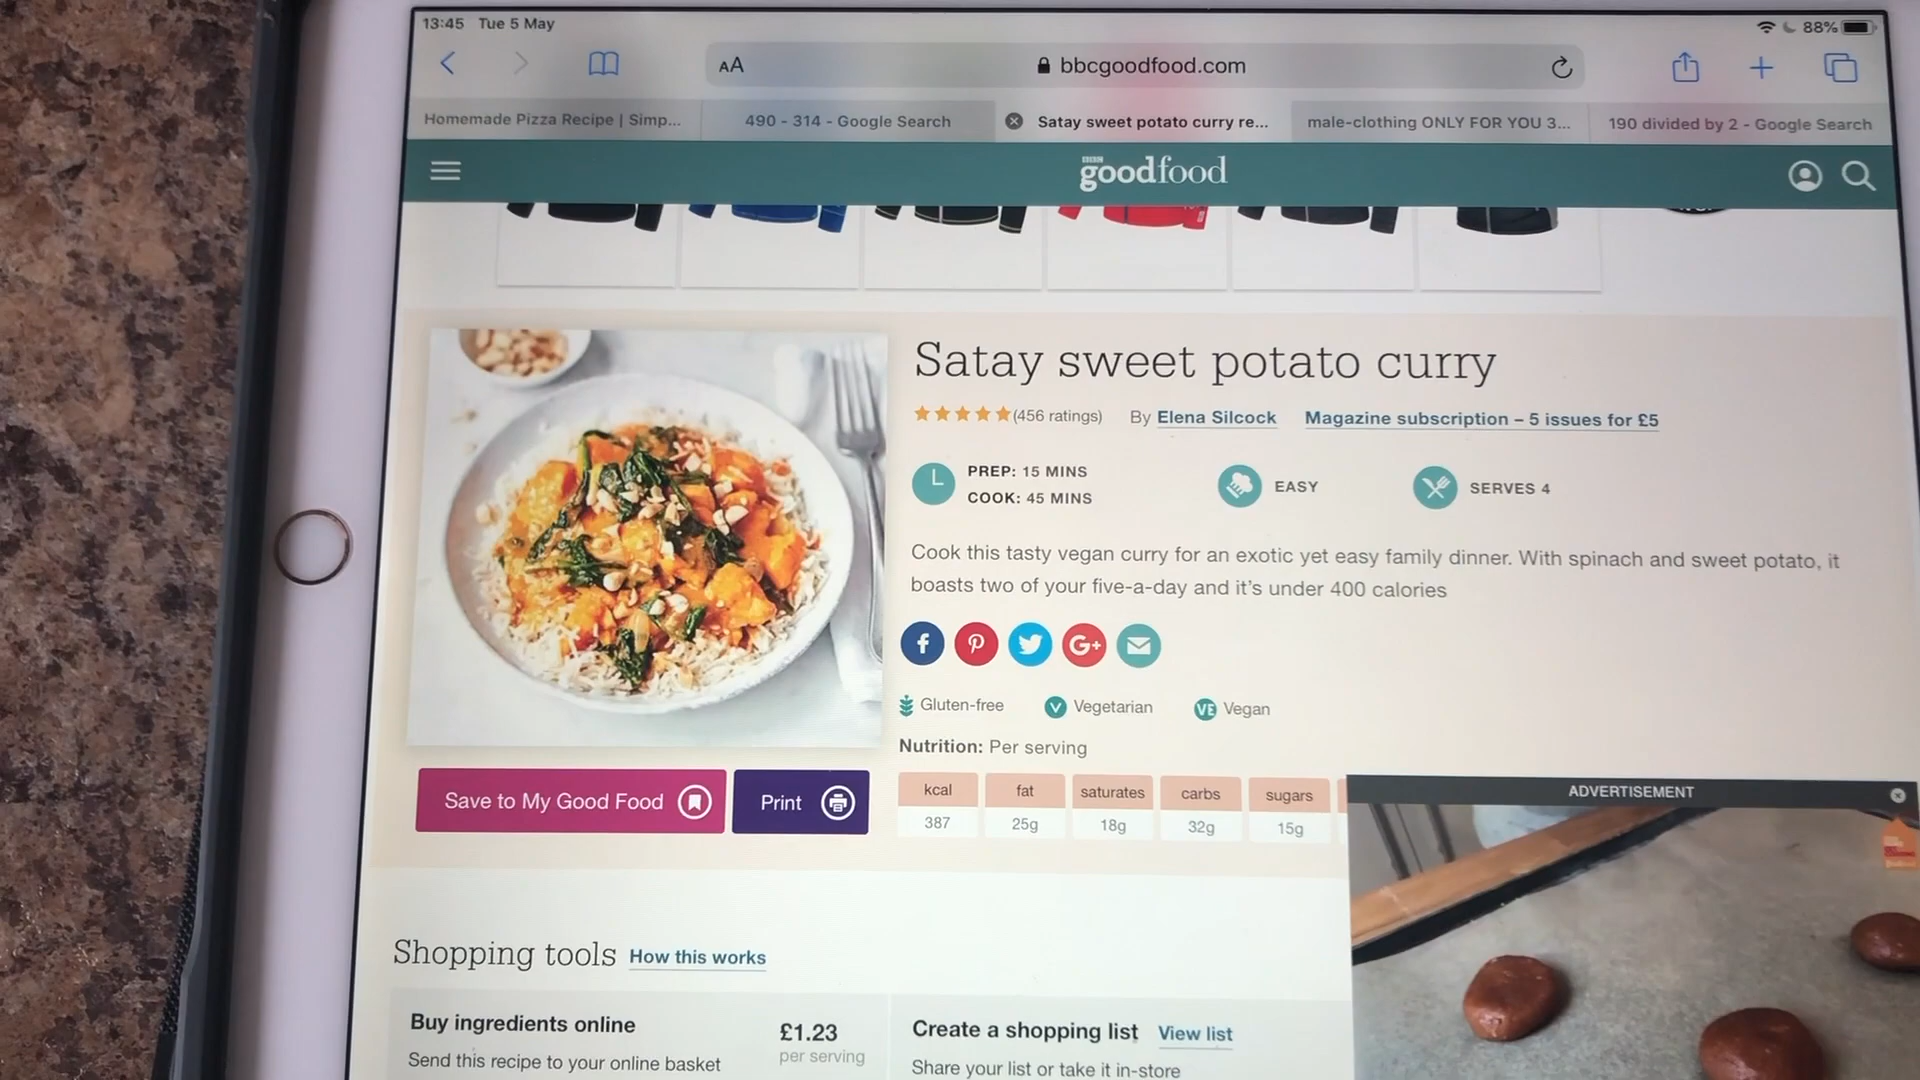 13:45 Tue 5 May
88%
AA
bbcgoodfood.com
Homemade Pizza Recipe | Simp...
490 - 314 - Google Search
Satay sweet potato curry re...
male-clothing ONLY FOR YOU 3...
190 divided by 2 - Google Search
BBC
goodfood
Satay sweet potato curry
(456 ratings)
By Elena Silcock
Magazine subscription – 5 issues for £5
PREP: 15 MINS
COOK: 45 MINS
EASY
SERVES 4
Cook this tasty vegan curry for an exotic yet easy family dinner. With spinach and sweet potato, it
boasts two of your five-a-day and it's under 400 calories
f
G+
Gluten-free
V Vegetarian
VE Vegan
Nutrition: Per serving
kcal fat saturates carbs sugars
387 25g 18g 32g 15g
Save to My Good Food
Print
ADVERTISEMENT
Shopping tools How this works
Buy ingredients online
Send this recipe to your online basket
£1.23
per serving
Create a shopping list View list
Share your list or take it in-store